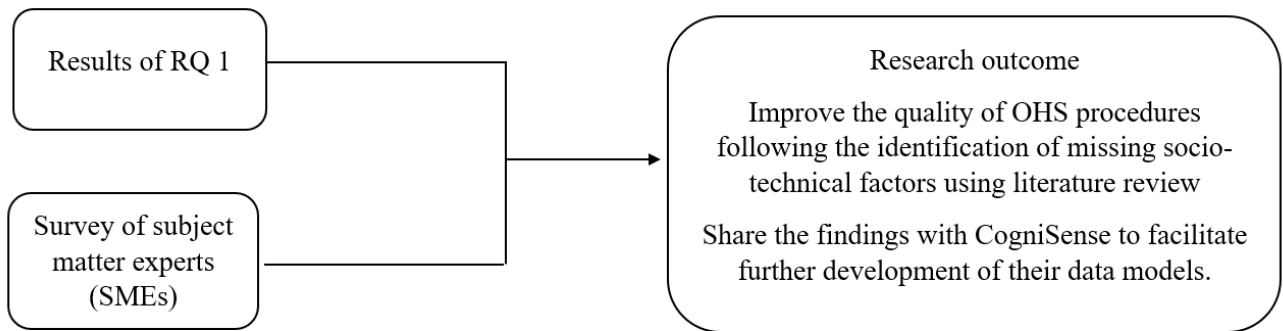 Results of RQ 1
Survey of subject
matter experts
(SMEs)
Research outcome
Improve the quality of OHS procedures
following the identification of missing socio-
technical factors using literature review
Share the findings with CogniSense to facilitate
further development of their data models.